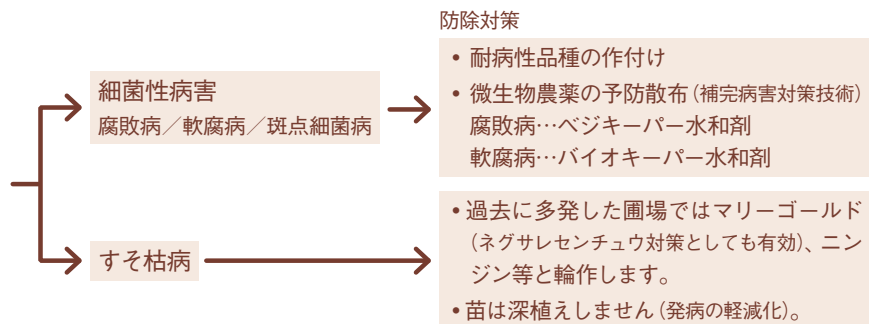 防除対策
細菌性病害
腐敗病／軟腐病／斑点細菌病
• 耐病性品種の作付け
• 微生物農薬の予防散布（補完病害対策技術）
腐敗病…ベジキーパー水和剤
軟腐病…バイオキーパー水和剤
すそ枯病
• 過去に多発した圃場ではマリーゴールド
（ネグサレセンチュウ対策としても有効）、ニン
ジン等と輪作します。
• 苗は深植えしません（発病の軽減化）。